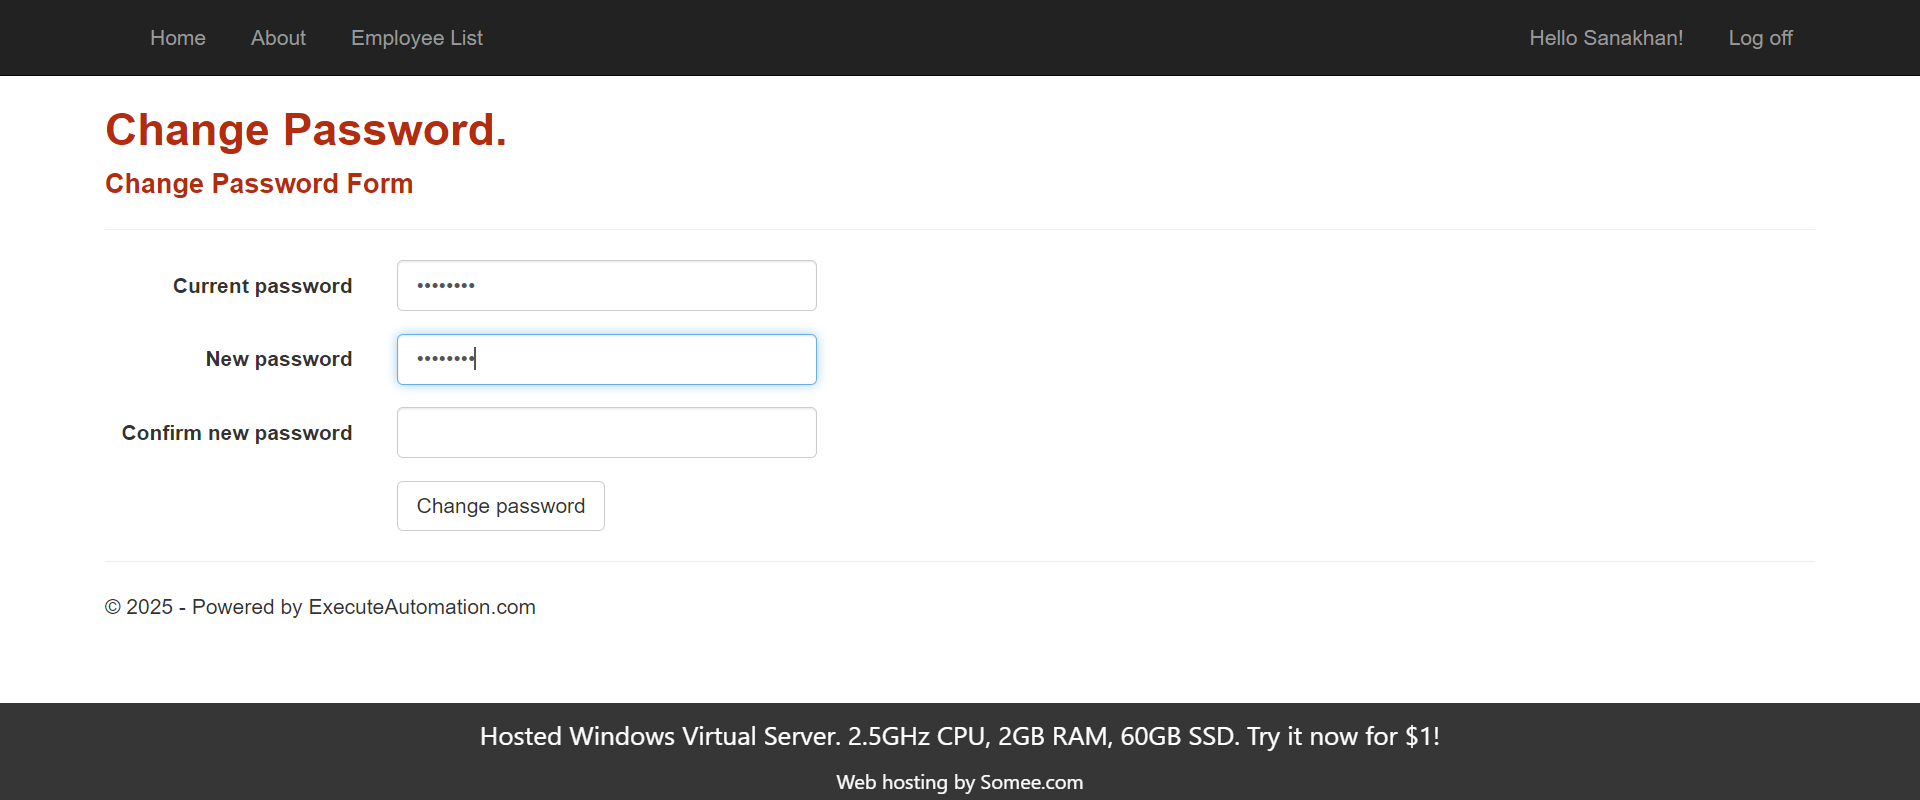 Home About Employee List Hello Sanakhan! Log off
Change Password.
Change Password Form
Current password ••••••••
New password ••••••••
Confirm new password
Change password
© 2025 - Powered by ExecuteAutomation.com
Hosted Windows Virtual Server. 2.5GHz CPU, 2GB RAM, 60GB SSD. Try it now for $1!
Web hosting by Somee.com